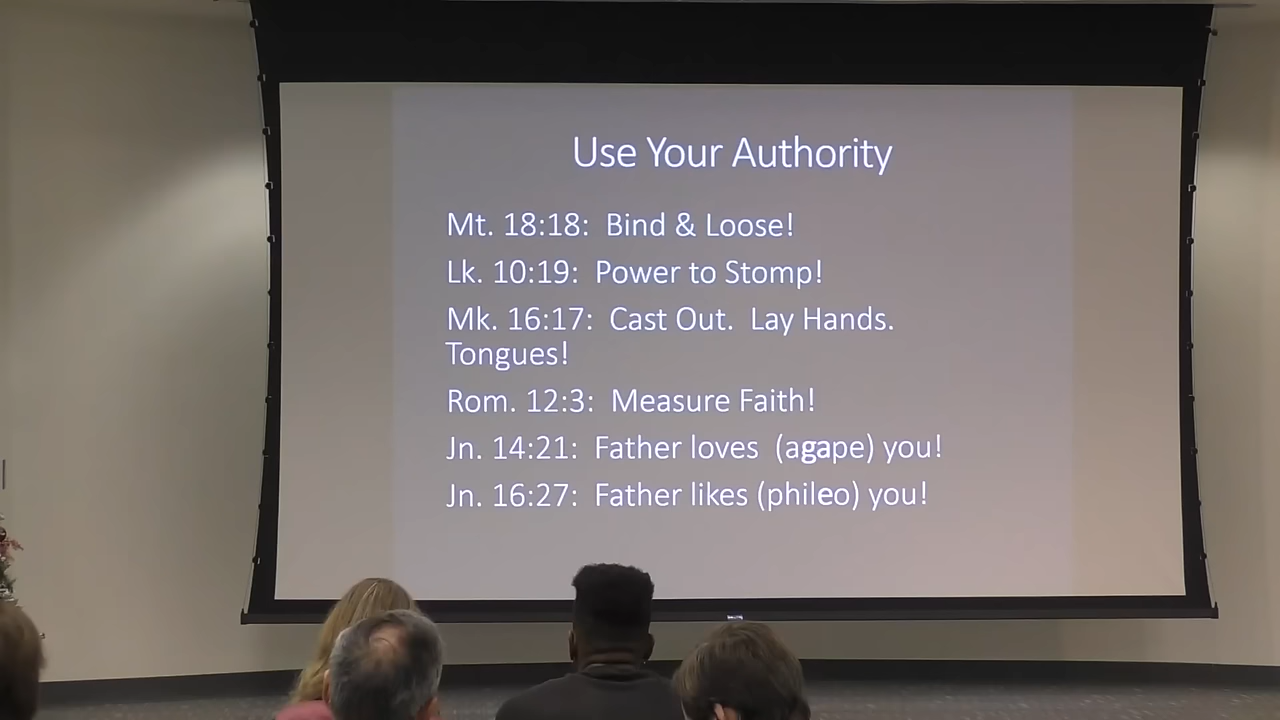 Use Your Authority
Mt. 18:18: Bind & Loose!
Lk. 10:19: Power to Stomp!
Mk. 16:17: Cast Out. Lay Hands.
Tongues!
Rom. 12:3: Measure Faith!
Jn. 14:21: Father loves (agape) you!
Jn. 16:27: Father likes (phileo) you!